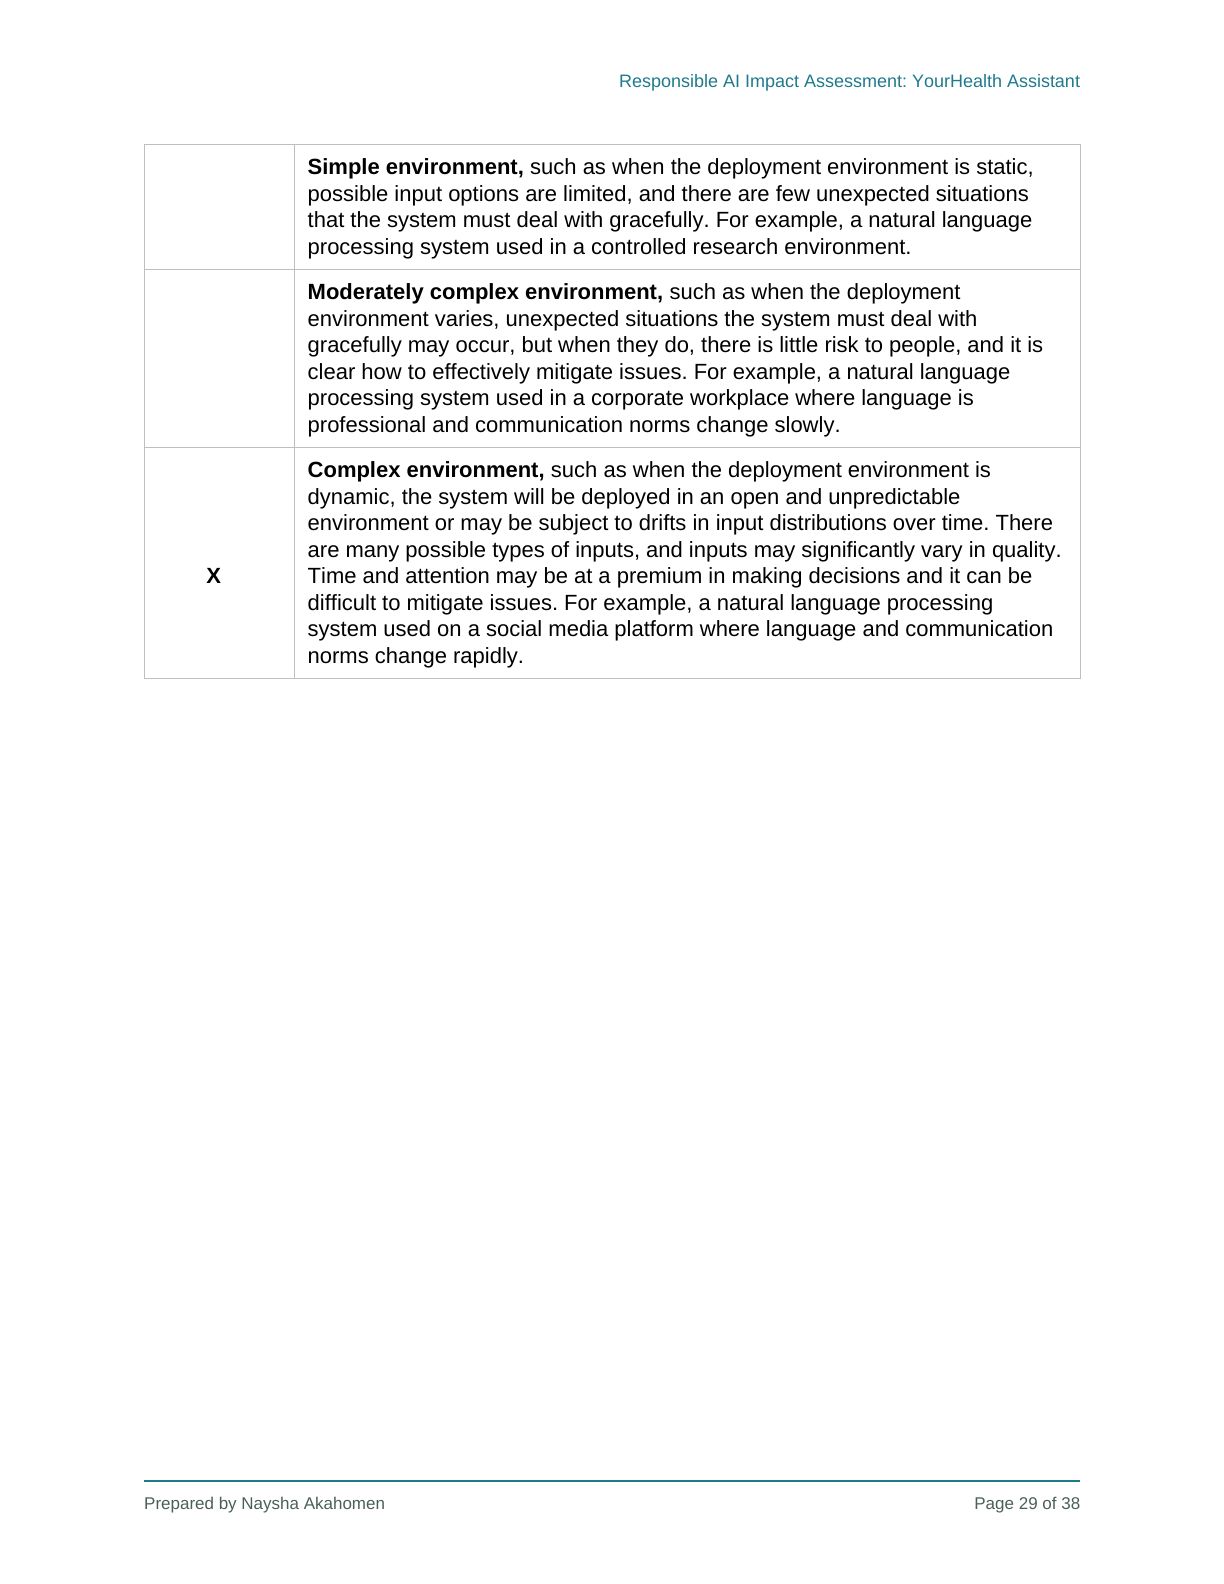 Responsible AI Impact Assessment: YourHealth Assistant
Simple environment, such as when the deployment environment is static,
possible input options are limited, and there are few unexpected situations
that the system must deal with gracefully. For example, a natural language
processing system used in a controlled research environment.
Moderately complex environment, such as when the deployment
environment varies, unexpected situations the system must deal with
gracefully may occur, but when they do, there is little risk to people, and it is
clear how to effectively mitigate issues. For example, a natural language
processing system used in a corporate workplace where language is
professional and communication norms change slowly.
X
Complex environment, such as when the deployment environment is
dynamic, the system will be deployed in an open and unpredictable
environment or may be subject to drifts in input distributions over time. There
are many possible types of inputs, and inputs may significantly vary in quality.
Time and attention may be at a premium in making decisions and it can be
difficult to mitigate issues. For example, a natural language processing
system used on a social media platform where language and communication
norms change rapidly.
Prepared by Naysha Akahomen
Page 29 of 38